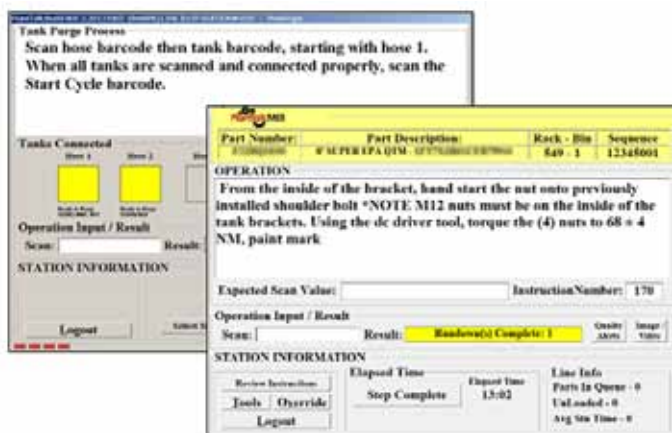 Tank Purge Process
Scan hose barcode then tank barcode, starting with hose 1.
When all tanks are scanned and connected properly, scan the
Start Cycle barcode.
Tanks Connected
Hose 1 Hose 2
Operation Input / Result
Scan: Result:
STATION INFORMATION
Logout
Part Number: Part Description: Rack - Bin Sequence
549 - 1 12345001
OPERATION
From the inside of the bracket, hand start the nut onto previously
installed shoulder bolt *NOTE M12 nuts must be on the inside of the
tank brackets. Using the dc driver tool, torque the (4) nuts to 68 ± 4
NM, paint mark
Expected Scan Value: InstructionNumber: 170
Operation Input / Result
Scan: Result: Rundown(s) Complete: 1 Quality Alerts Image Video
STATION INFORMATION
Review Instructions
Tools Override
Logout
Elapsed Time
Step Complete
Elapsed Time
13:02
Line Info
Parts In Queue - 0
UnLoaded - 0
Avg Stn Time - 0